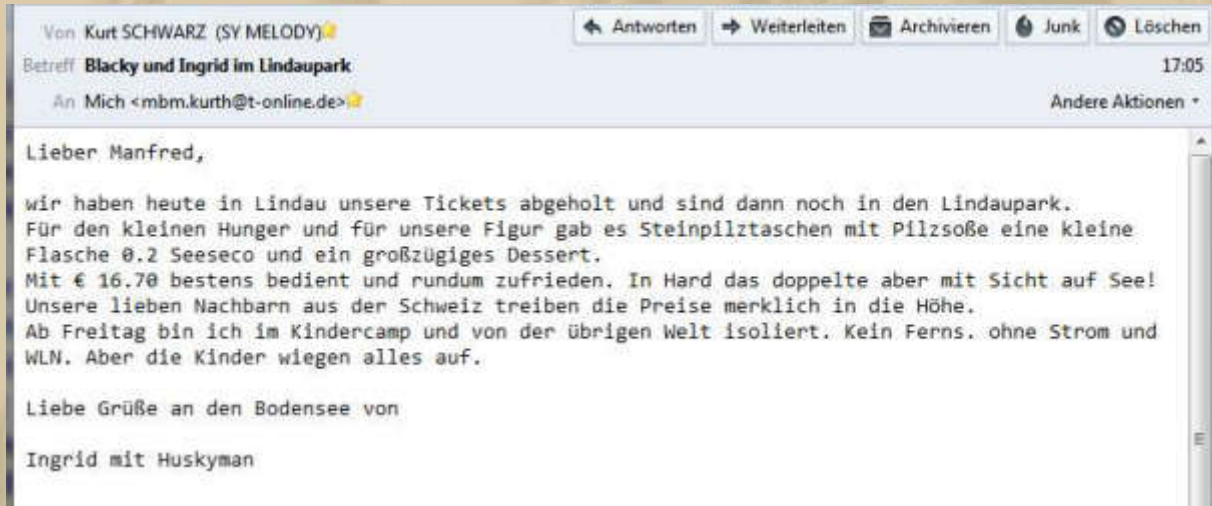 Von Kurt SCHWARZ (SY MELODY)
Antworten Weiterleiten Archivieren Junk Löschen
Betreff Blacky und Ingrid im Lindaupark 17:05
An Mich <mbm.kurth@t-online.de> Andere Aktionen
Lieber Manfred,
wir haben heute in Lindau unsere Tickets abgeholt und sind dann noch in den Lindaupark.
Für den kleinen Hunger und für unsere Figur gab es Steinpilztaschen mit Pilzsoße eine kleine
Flasche 0.2 Seeseco und ein großzügiges Dessert.
Mit € 16.70 bestens bedient und rundum zufrieden. In Hard das doppelte aber mit Sicht auf See!
Unsere lieben Nachbarn aus der Schweiz treiben die Preise merklich in die Höhe.
Ab Freitag bin ich im Kindercamp und von der übrigen Welt isoliert. Kein Ferns. ohne Strom und
WLN. Aber die Kinder wiegen alles auf.
Liebe Grüße an den Bodensee von
Ingrid mit Huskyman